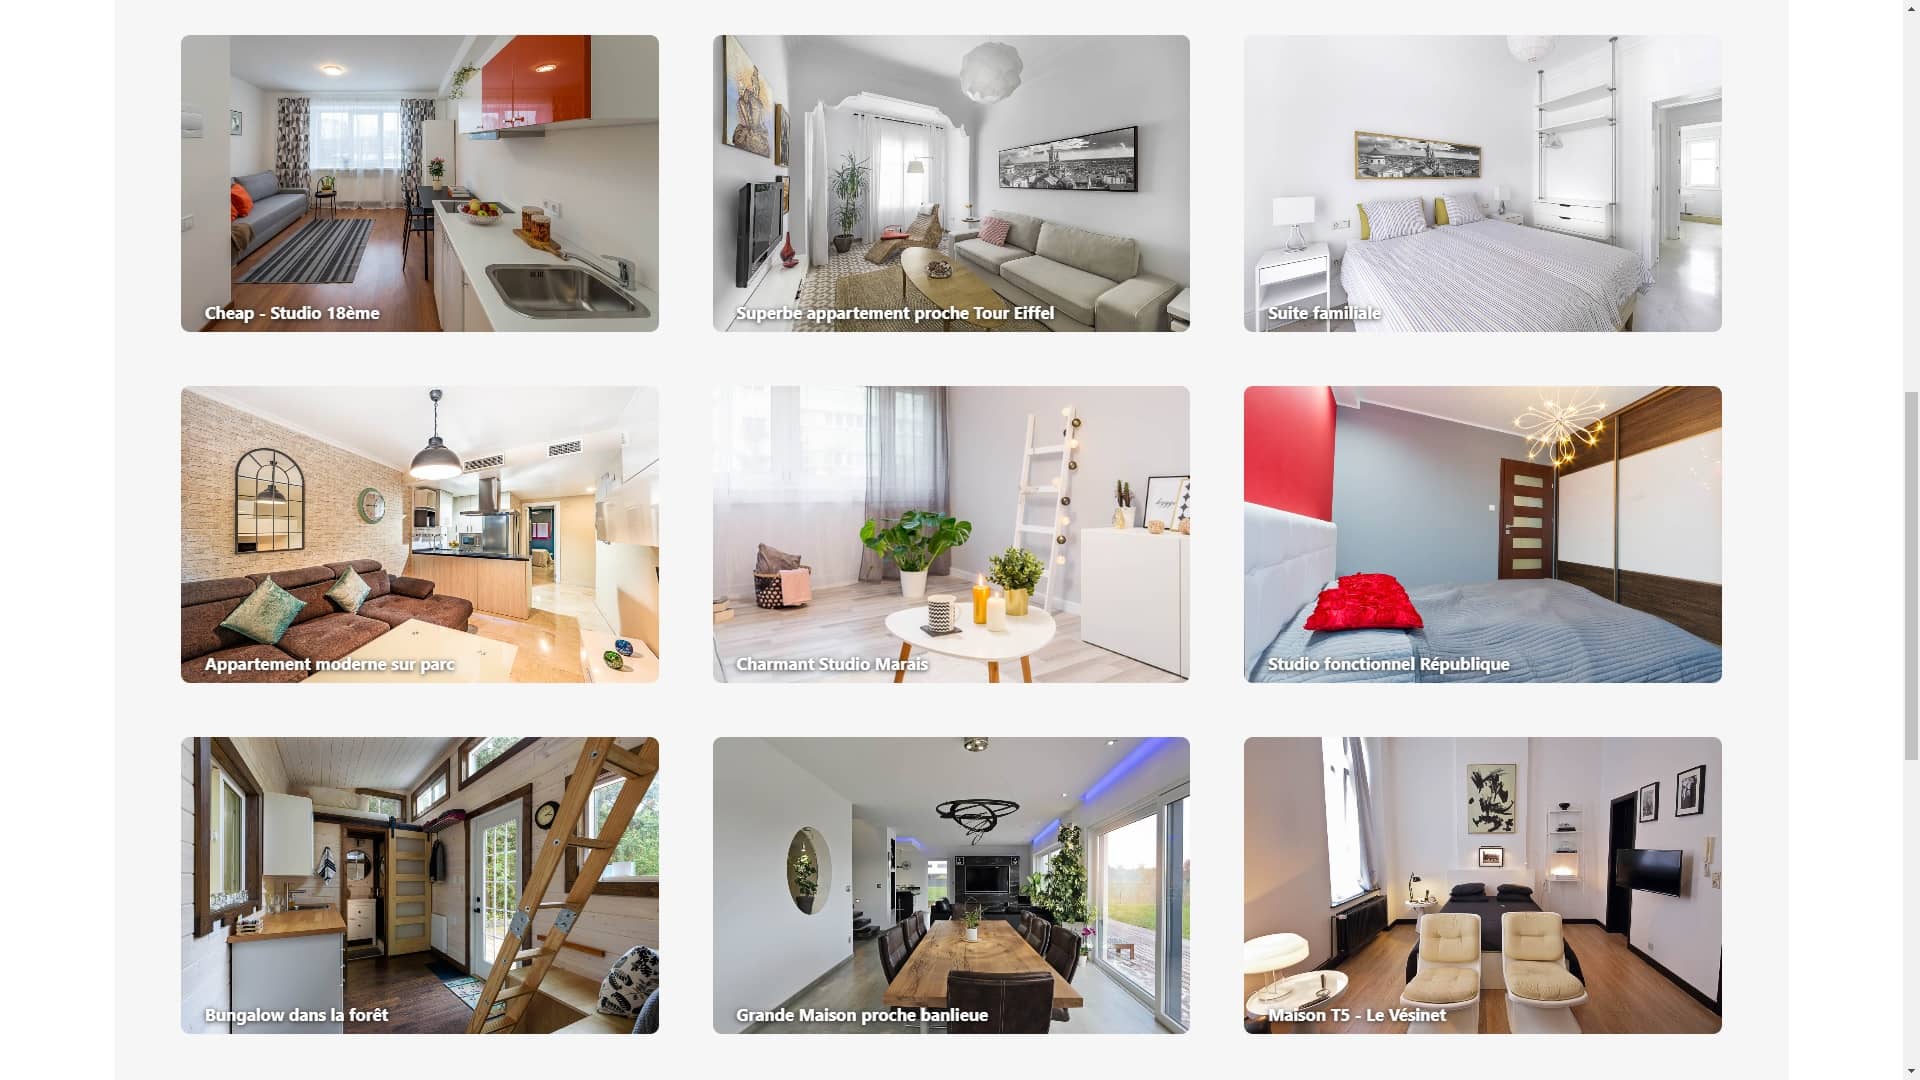 Cheap - Studio 18ème
Superbe appartement proche Tour Eiffel
Suite familiale
Appartement moderne sur parc
Charmant Studio Marais
Studio fonctionnel République
Bungalow dans la forêt
Grande Maison proche banlieue
Maison T5 - Le Vésinet